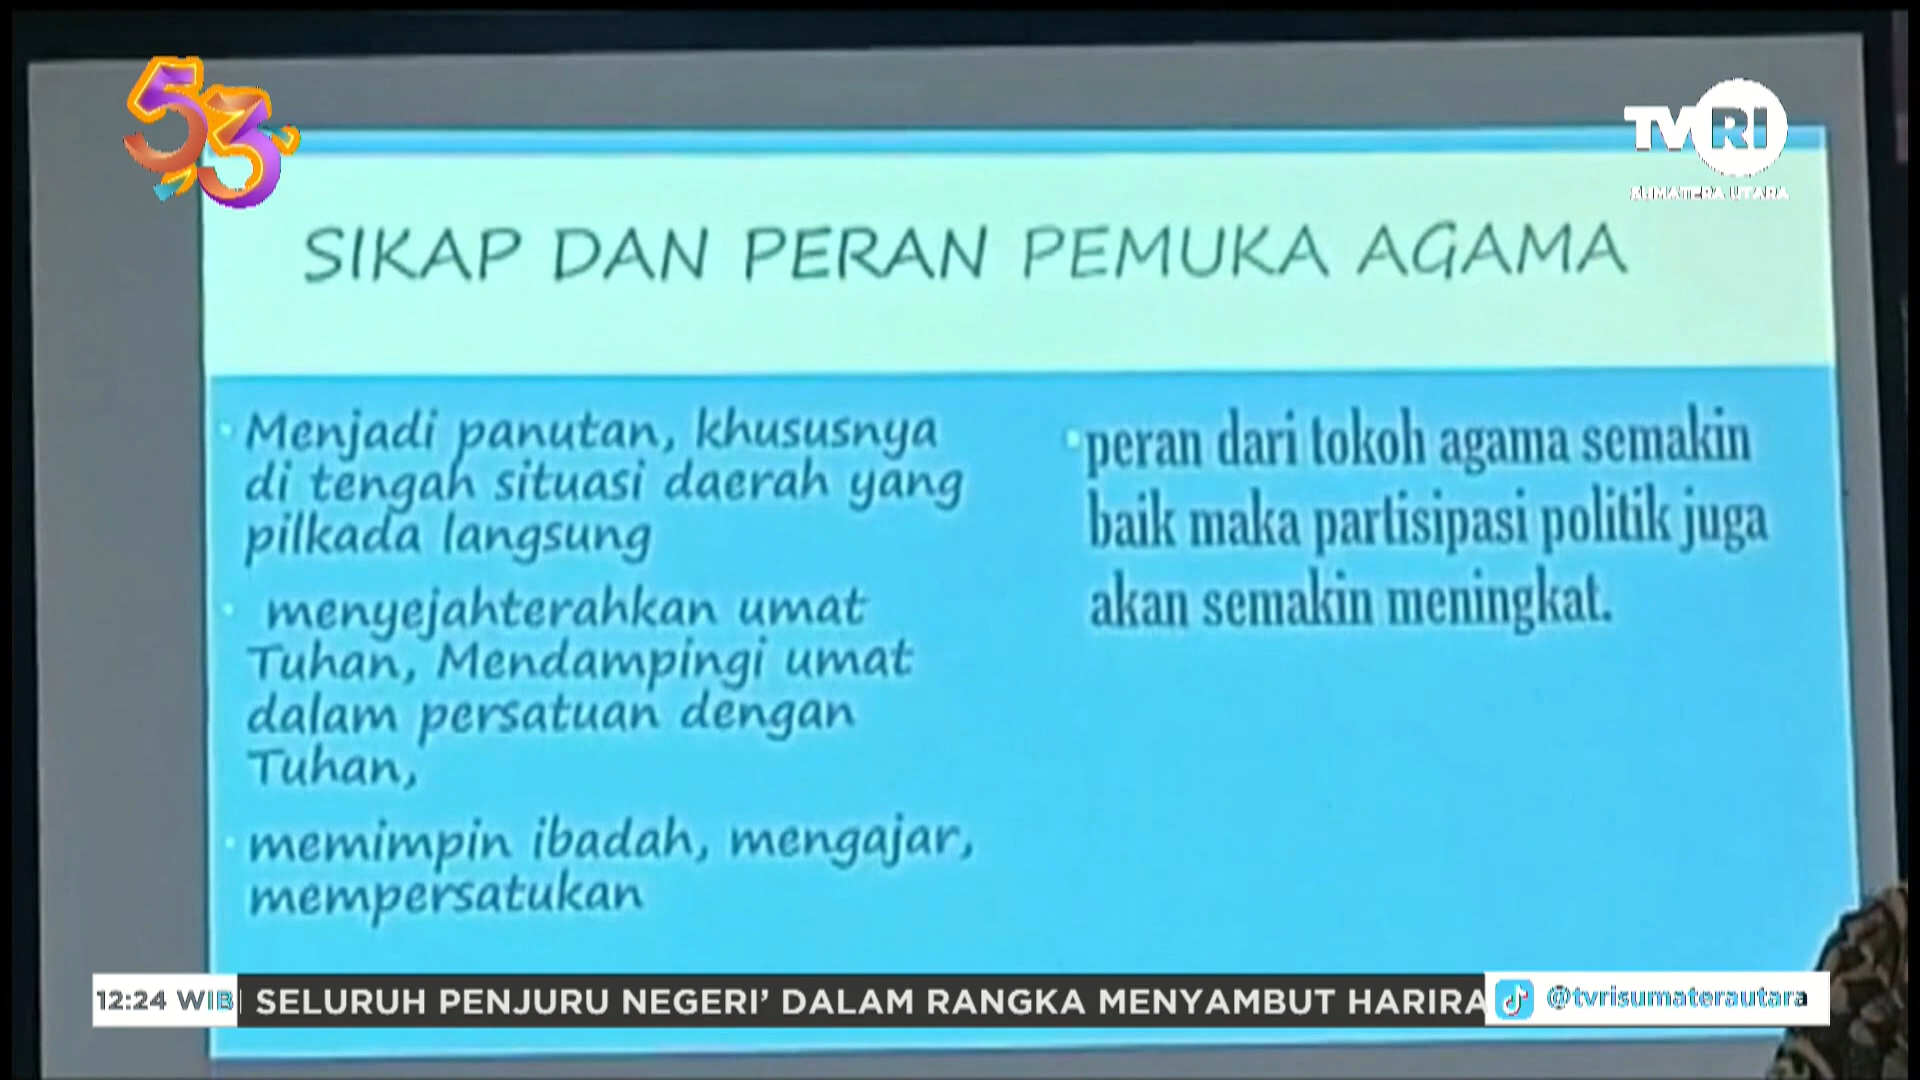 53
TVRI
SUMATERA UTARA
SIKAP DAN PERAN PEMUKA AGAMA
Menjadi panutan, khususnya
di tengah situasi daerah yang
pilkada langsung
menyejahterahkan umat
Tuhan, Mendampingi umat
dalam persatuan dengan
Tuhan,
memimpin ibadah, mengajar,
mempersatukan
peran dari tokoh agama semakin
baik maka partisipasi politik juga
akan semakin meningkat.
12:24 WIB
SELURUH PENJURU NEGERI’ DALAM RANGKA MENYAMBUT HARIRA
@tvrisumaterautara